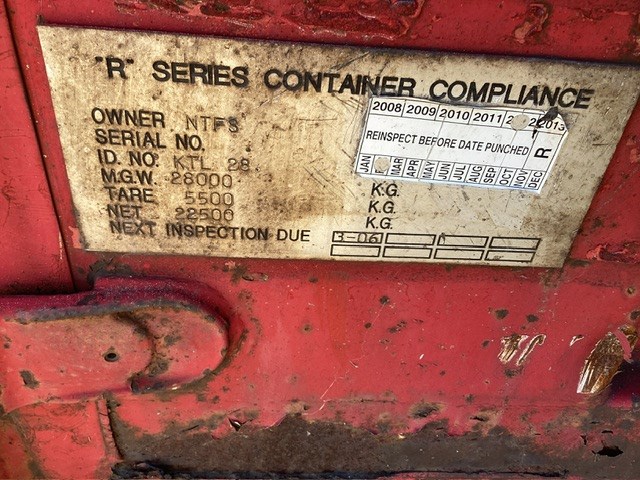 "R" SERIES CONTAINER COMPLIANCE
OWNER NTFS
SERIAL NO.
ID. NO. KTL 28
M.G.W. 28000 K.G.
TARE 5500 K.G.
NET 22500 K.G.
NEXT INSPECTION DUE 3-06
2008 2009 2010 2011 2013
REINSPECT BEFORE DATE PUNCHED R
JAN MAR APR MAY JUN JUL AUG SEP OCT NOV DEC